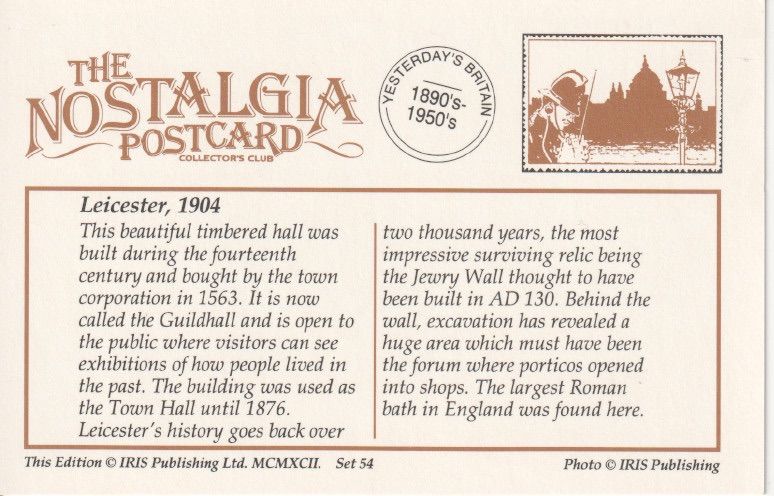 THE
NOSTALGIA
POSTCARD
COLLECTOR'S CLUB
YESTERDAY'S BRITAIN
1890's-
1950's
Leicester, 1904
This beautiful timbered hall was
built during the fourteenth
century and bought by the town
corporation in 1563. It is now
called the Guildhall and is open to
the public where visitors can see
exhibitions of how people lived in
the past. The building was used as
the Town Hall until 1876.
Leicester's history goes back over
two thousand years, the most
impressive surviving relic being
the Jewry Wall thought to have
been built in AD 130. Behind the
wall, excavation has revealed a
huge area which must have been
the forum where porticos opened
into shops. The largest Roman
bath in England was found here.
This Edition © IRIS Publishing Ltd. MCMXCII. Set 54
Photo © IRIS Publishing